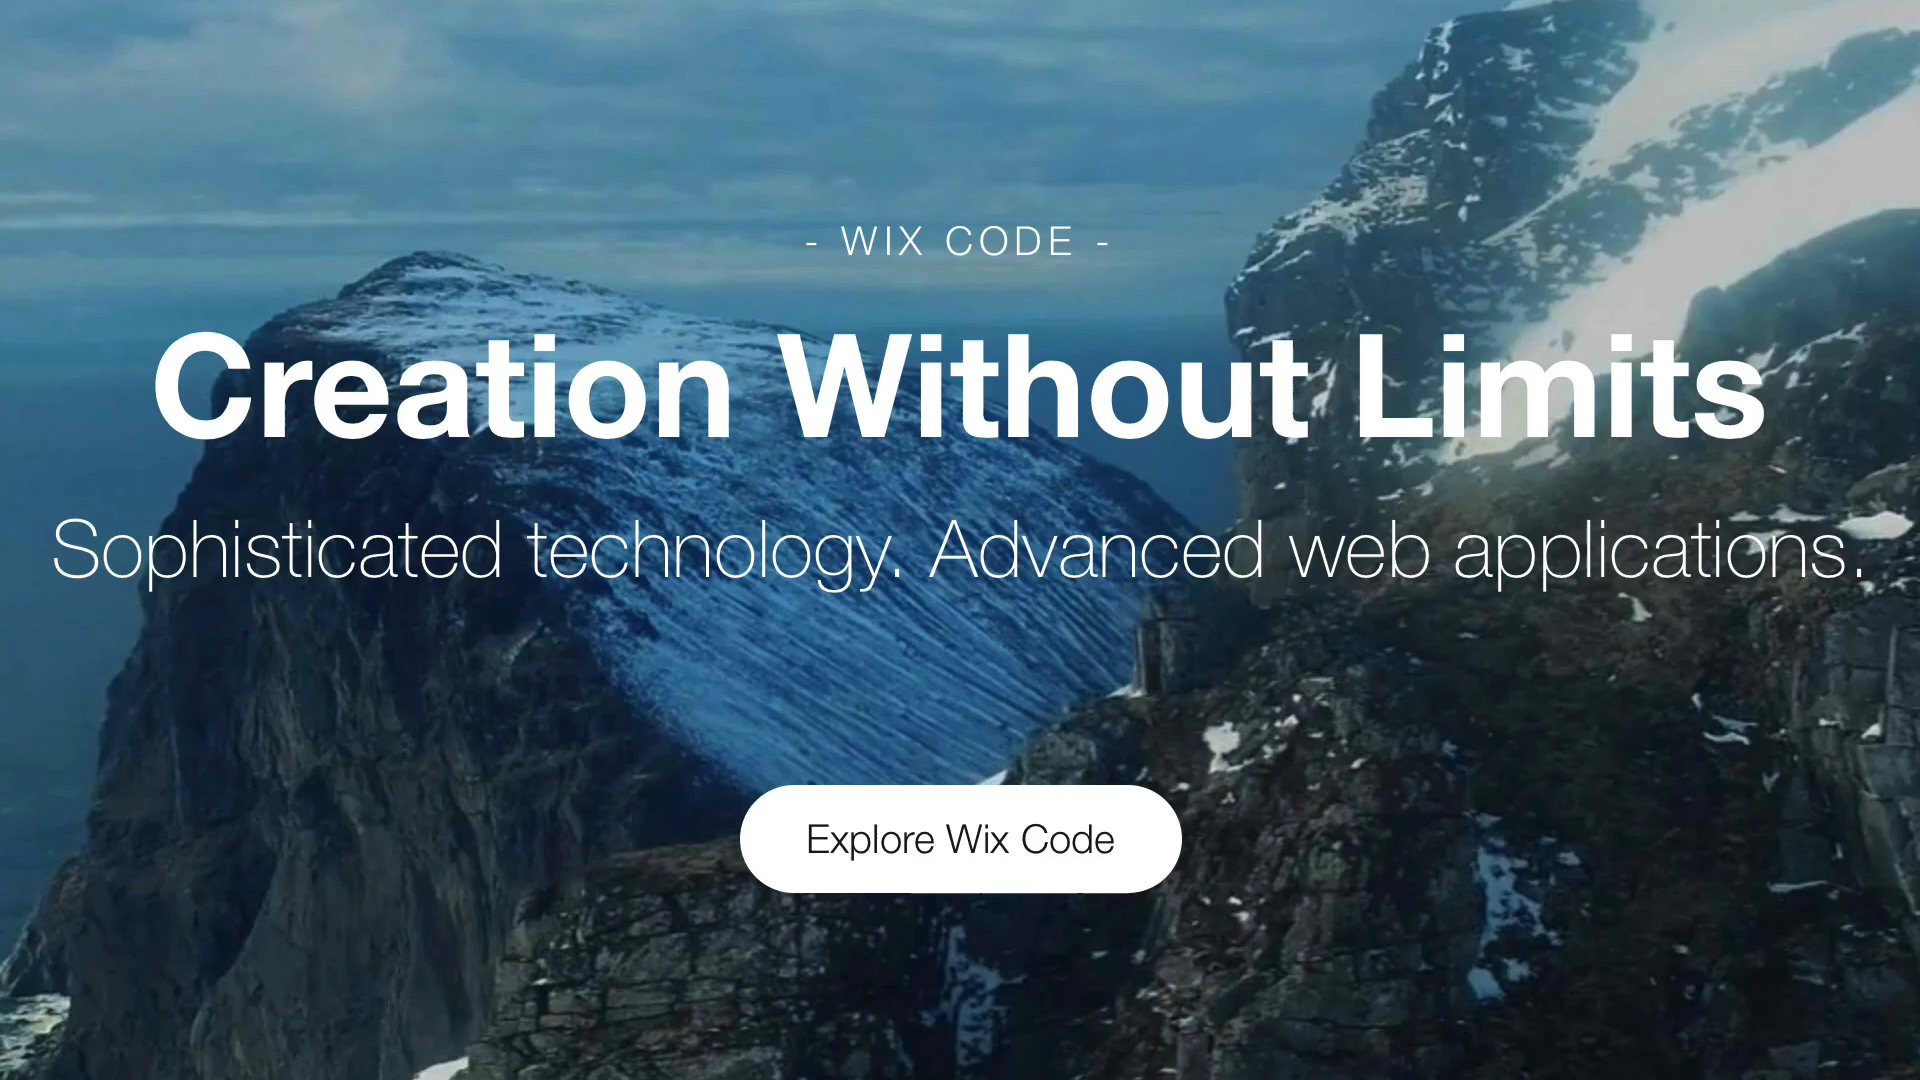 - WIX CODE -
Creation Without Limits
Sophisticated technology. Advanced web applications.
Explore Wix Code